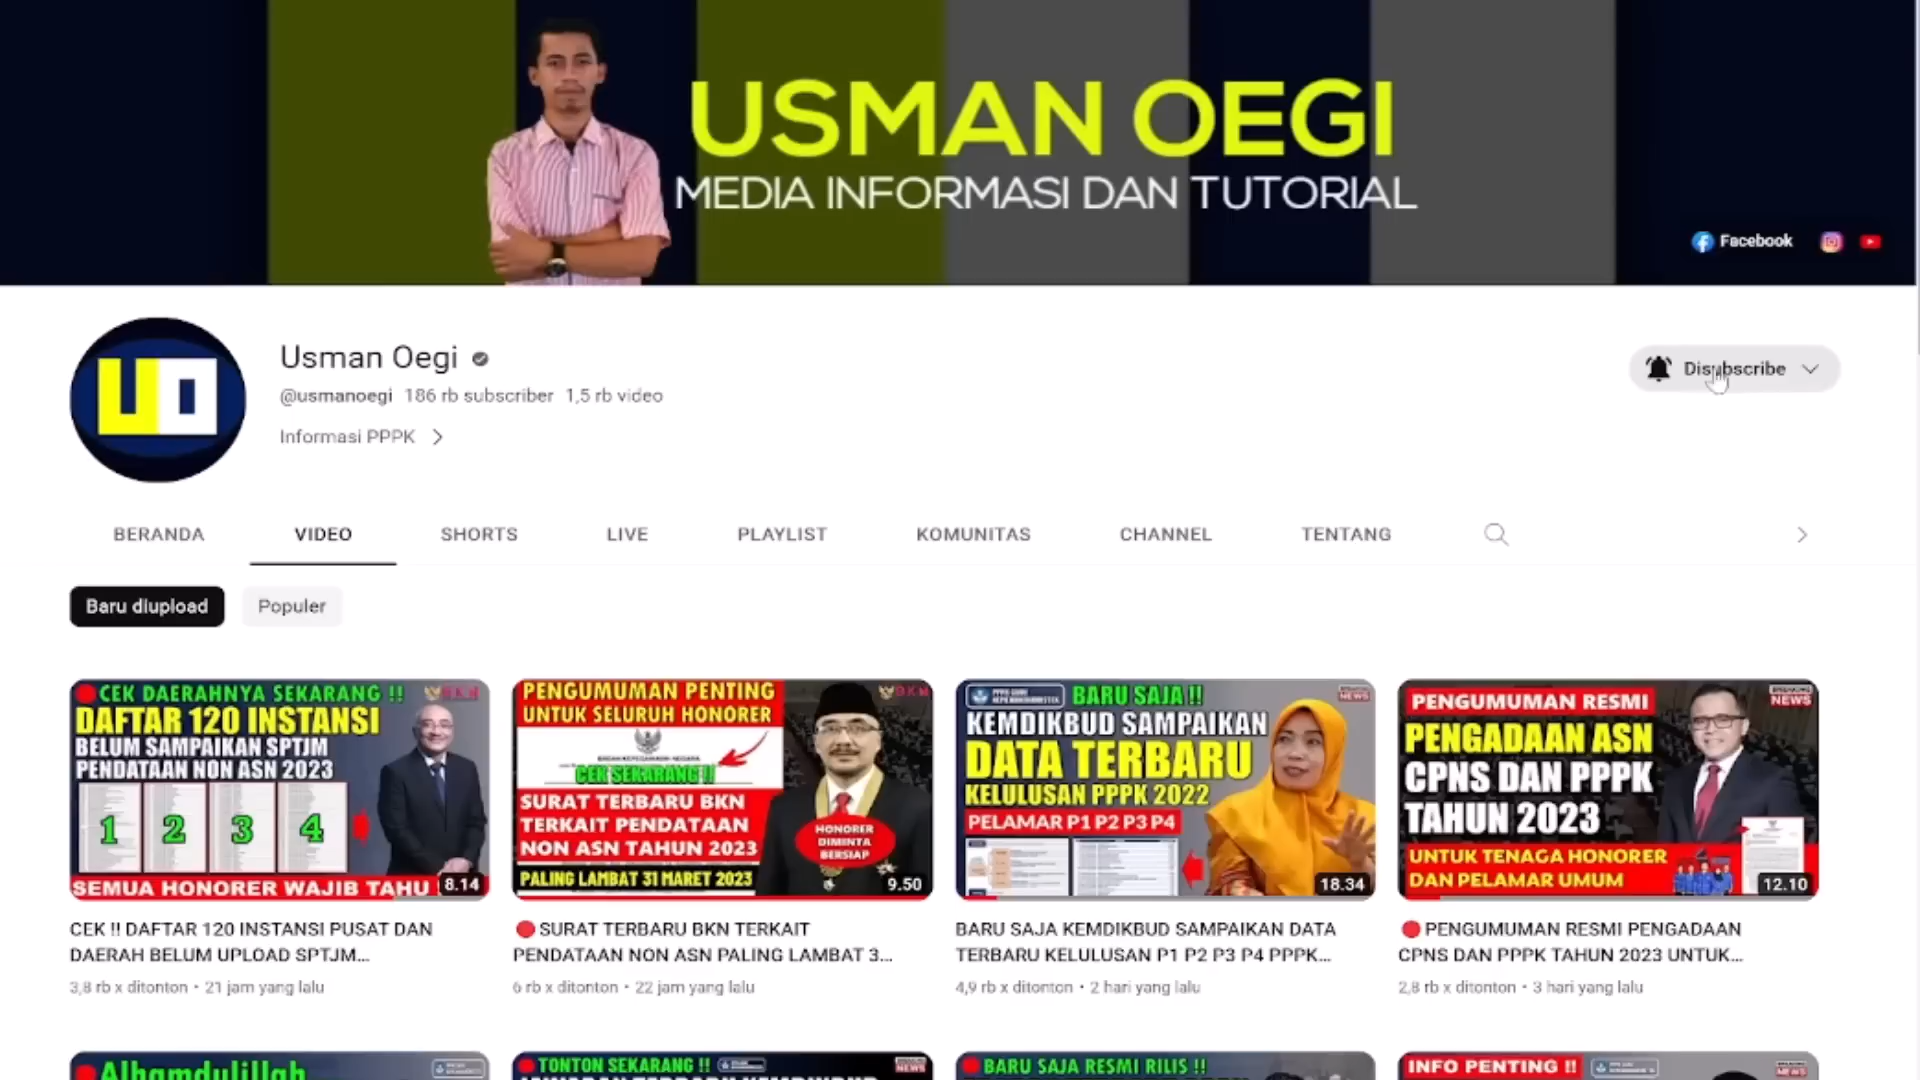 USMAN OEGI
MEDIA INFORMASI DAN TUTORIAL
Facebook
UO
Usman Oegi
@usmanoegi 186 rb subscriber 1,5 rb video
Informasi PPPK
Disubscribe
BERANDA VIDEO SHORTS LIVE PLAYLIST KOMUNITAS CHANNEL TENTANG
Baru diupload Populer
CEK DAERAHNYA SEKARANG !!
DAFTAR 120 INSTANSI
BELUM SAMPAIKAN SPTJM
PENDATAAN NON ASN 2023
1 2 3 4
SEMUA HONORER WAJIB TAHU
8.14
PENGUMUMAN PENTING
UNTUK SELURUH HONORER
BKN
CEK SEKARANG !!
SURAT TERBARU BKN
TERKAIT PENDATAAN
NON ASN TAHUN 2023
HONORER
DIMINTA
BERSIAP
PALING LAMBAT 31 MARET 2023
9.50
BARU SAJA !!
NEWS
KEMDIKBUD SAMPAIKAN
DATA TERBARU
KELULUSAN PPPK 2022
PELAMAR P1 P2 P3 P4
18.34
PENGUMUMAN RESMI
NEWS
PENGADAAN ASN
CPNS DAN PPPK
TAHUN 2023
UNTUK TENAGA HONORER
DAN PELAMAR UMUM
12.10
CEK !! DAFTAR 120 INSTANSI PUSAT DAN
DAERAH BELUM UPLOAD SPTJM...
3,8 rb x ditonton • 21 jam yang lalu
SURAT TERBARU BKN TERKAIT
PENDATAAN NON ASN PALING LAMBAT 3...
6 rb x ditonton • 22 jam yang lalu
BARU SAJA KEMDIKBUD SAMPAIKAN DATA
TERBARU KELULUSAN P1 P2 P3 P4 PPPK...
4,9 rb x ditonton • 2 hari yang lalu
PENGUMUMAN RESMI PENGADAAN
CPNS DAN PPPK TAHUN 2023 UNTUK...
2,8 rb x ditonton • 3 hari yang lalu
Alhamdulillah
TONTON SEKARANG !!
NEWS
BARU SAJA RESMI RILIS !!
INFO PENTING !!
NEWS